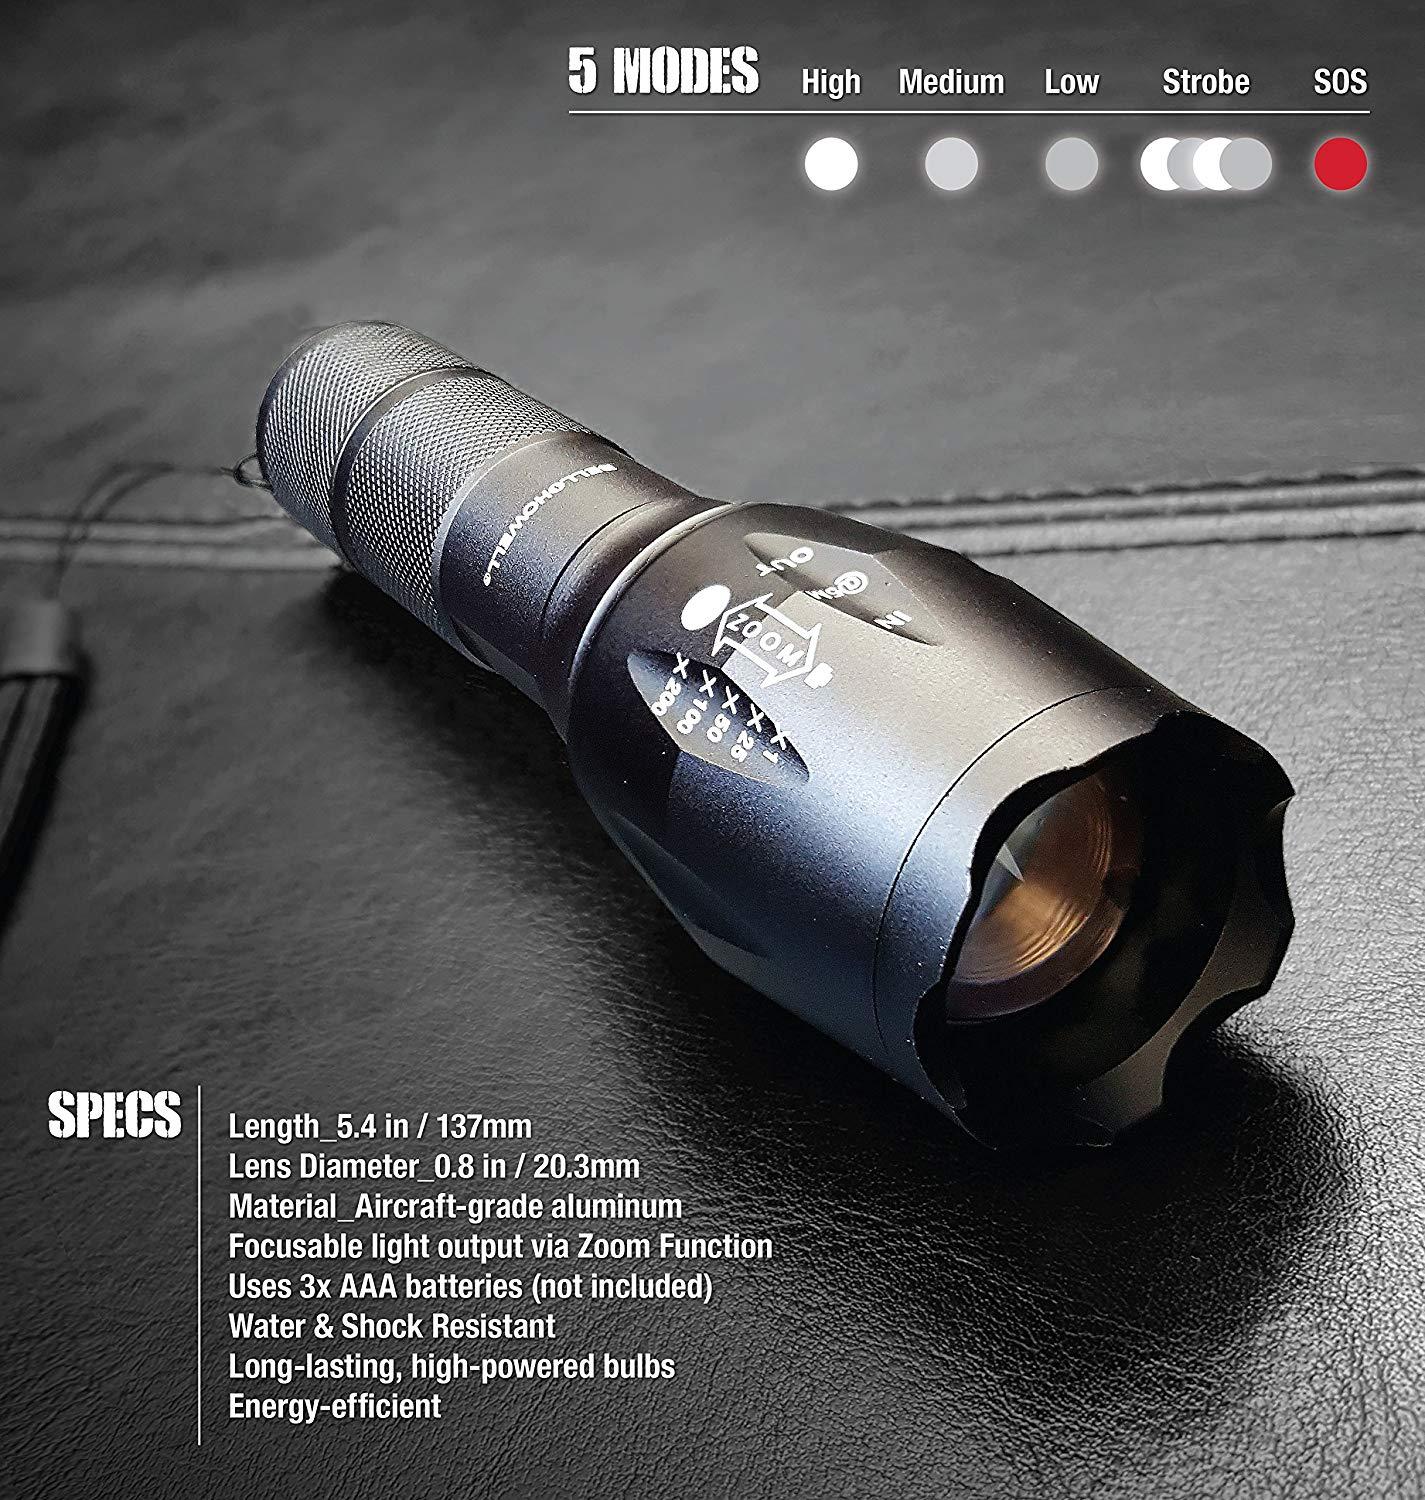 5 MODES High Medium Low Strobe SOS
BELLOHOWELL®
OUT
IN
ZOOM
X 1
X 25
X 50
X 100
X 200
SPECS
Length_5.4 in / 137mm
Lens Diameter_0.8 in / 20.3mm
Material_Aircraft-grade aluminum
Focusable light output via Zoom Function
Uses 3x AAA batteries (not included)
Water & Shock Resistant
Long-lasting, high-powered bulbs
Energy-efficient